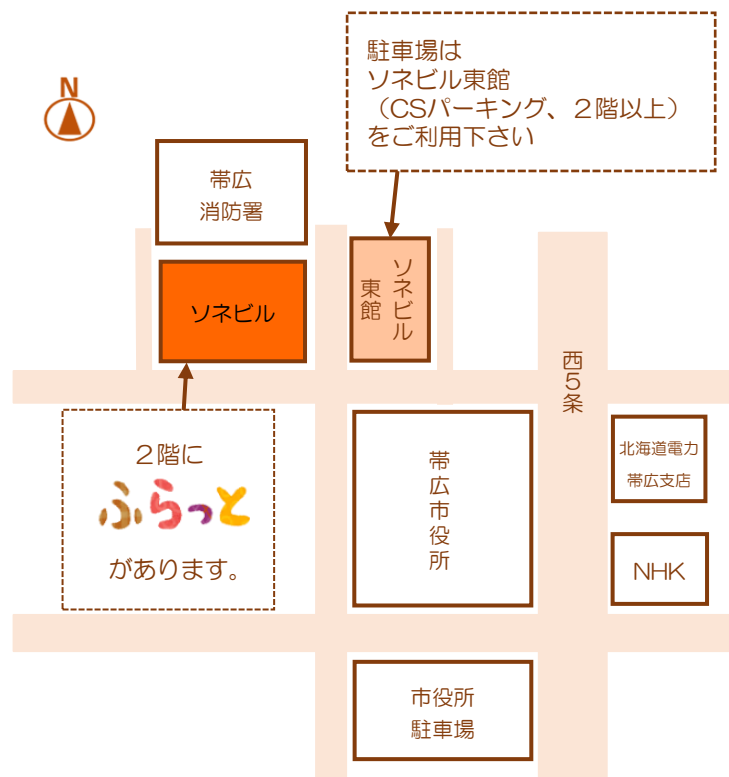 N
駐車場は
ソネビル東館
（CSパーキング、２階以上）
をご利用下さい
帯広
消防署
ソネビル
ソネビル
東館
西５条
２階に
ふらっと
があります。
帯広市役所
北海道電力
帯広支店
NHK
市役所
駐車場